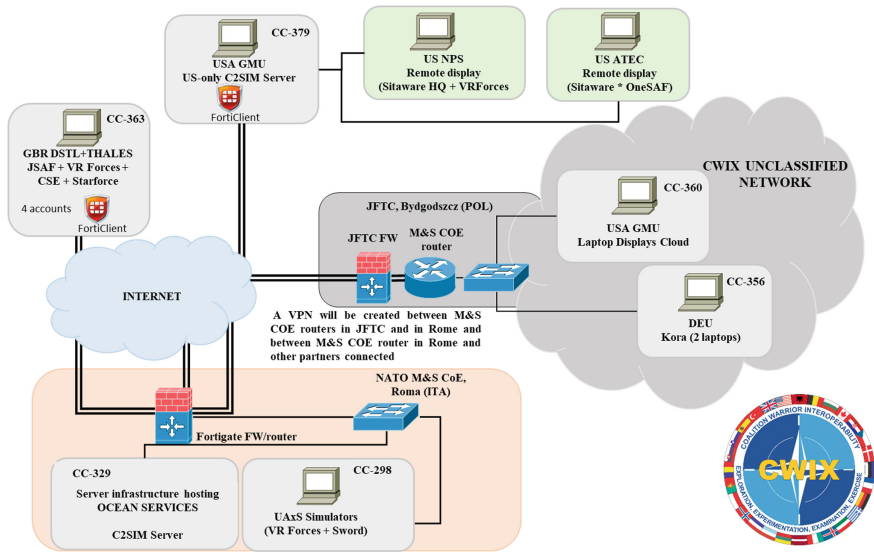 CC-379
USA GMU
US-only C2SIM Server
FortiClient
US NPS
Remote display
(Sitaware HQ + VRForces
US ATEC
Remote display
(Sitaware * OneSAF)
CC-363
GBR DSTL+THALES
JSAF + VR Forces +
CSE + Starforce
4 accounts
FortiClient
CWIX UNCLASSIFIED
NETWORK
CC-360
USA GMU
Laptop Displays Cloud
CC-356
DEU
Kora (2 laptops)
JFTC, Bydgodszcz (POL)
JFTC FW
M&S COE
router
INTERNET
A VPN will be created between M&S
COE routers in JFTC and in Rome and
between M&S COE router in Rome and
other partners connected
NATO M&S CoE,
Roma (ITA)
Fortigate FW/router
CC-329
Server infrastructure hosting
OCEAN SERVICES
C2SIM Server
CC-298
UAxS Simulators
(VR Forces + Sword)
COALITION WARRIOR INTEROPERABILITY
CWIX
EXPLORATION, EXPERIMENTATION, EXAMINATION, EXERCISE